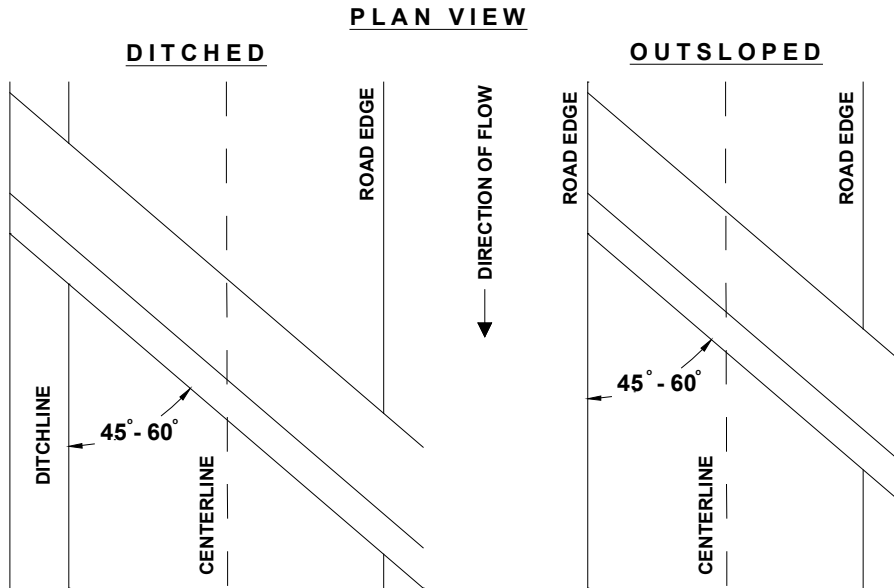 PLAN VIEW
DITCHED
OUTSLOPED
ROAD EDGE
DIRECTION OF FLOW
ROAD EDGE
ROAD EDGE
45°- 60°
45°- 60°
DITCHLINE
CENTERLINE
CENTERLINE